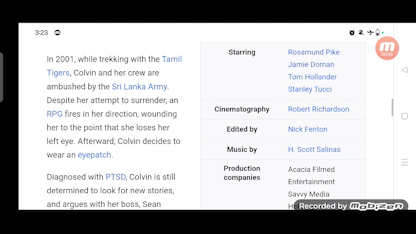 3:23
In 2001, while trekking with the Tamil
Tigers, Colvin and her crew are
ambushed by the Sri Lanka Army.
Despite her attempt to surrender, an
RPG fires in her direction, wounding
her to the point that she loses her
left eye. Afterward, Colvin decides to
wear an eyepatch.
Diagnosed with PTSD, Colvin is still
determined to look for new stories,
and argues with her boss, Sean
Starring
Rosamund Pike
Jamie Dornan
Tom Hollander
Stanley Tucci
Cinematography
Robert Richardson
Edited by
Nick Fenton
Music by
H. Scott Salinas
Production
companies
Acacia Filmed
Entertainment
Savvy Media
Recorded by Mobizen